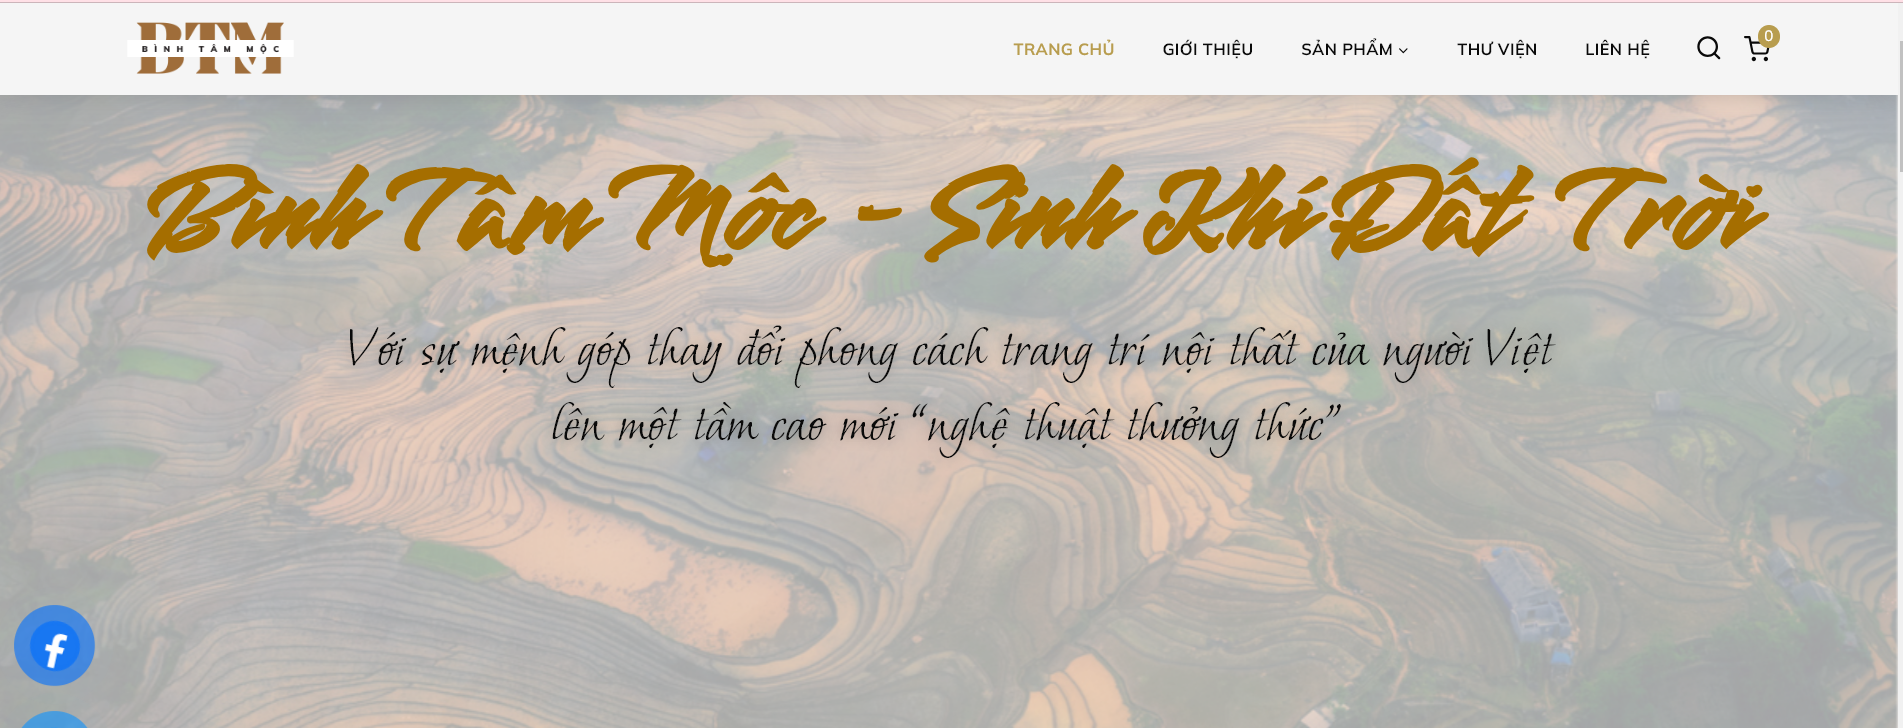 BTM
BÌNH TÂM MỘC
TRANG CHỦ
GIỚI THIỆU
SẢN PHẨM
THƯ VIỆN
LIÊN HỆ
0
Bình Tâm Mộc - Sinh Khí Đất Trời
Với sự mệnh góp thay đổi phong cách trang trí nội thất của người Việt
lên một tầm cao mới “nghệ thuật thưởng thức”
f